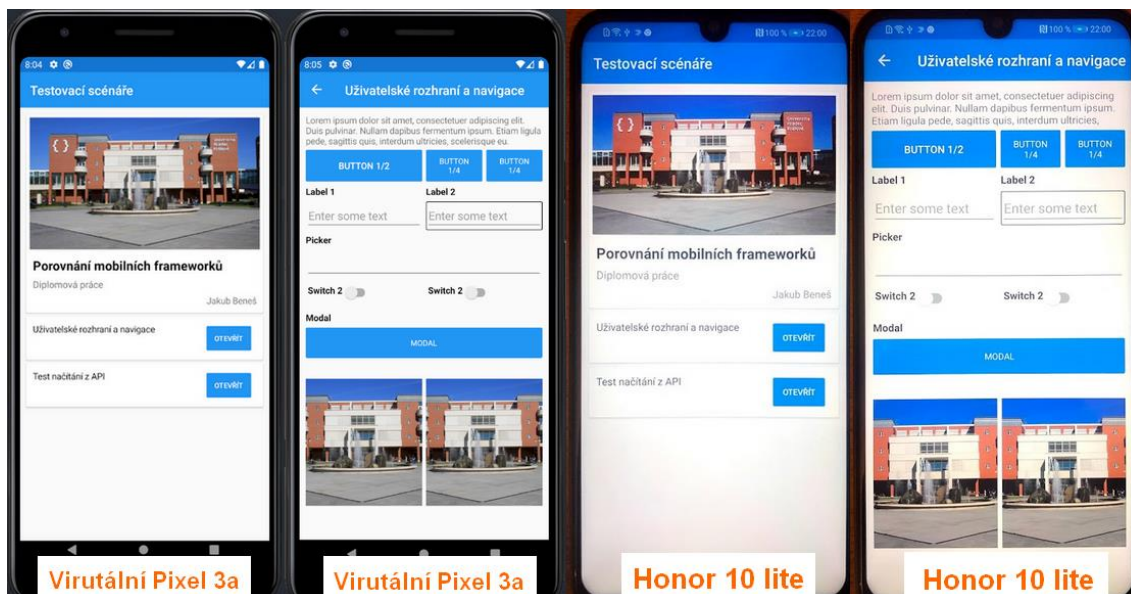 8:04
Testovací scénáře
Porovnání mobilních frameworků
Diplomová práce
Jakub Beneš
Uživatelské rozhraní a navigace
OTEVŘÍT
Test načítání z API
OTEVŘÍT
Virutální Pixel 3a
8:05
Uživatelské rozhraní a navigace
Lorem ipsum dolor sit amet, consectetuer adipiscing elit.
Duis pulvinar. Nullam dapibus fermentum ipsum. Etiam ligula
pede, sagittis quis, interdum ultricies, scelerisque eu.
BUTTON 1/2
BUTTON
1/4
BUTTON
1/4
Label 1
Label 2
Enter some text
Enter some text
Picker
Switch 2
Switch 2
Modal
MODAL
Virutální Pixel 3a
100 % 22:00
Testovací scénáře
Porovnání mobilních frameworků
Diplomová práce
Jakub Beneš
Uživatelské rozhraní a navigace
OTEVŘÍT
Test načítání z API
OTEVŘÍT
Honor 10 lite
100 % 22:00
Uživatelské rozhraní a navigace
Lorem ipsum dolor sit amet, consectetuer adipiscing
elit. Duis pulvinar. Nullam dapibus fermentum ipsum.
Etiam ligula pede, sagittis quis, interdum ultricies,
BUTTON 1/2
BUTTON
1/4
BUTTON
1/4
Label 1
Label 2
Enter some text
Enter some text
Picker
Switch 2
Switch 2
Modal
MODAL
Honor 10 lite